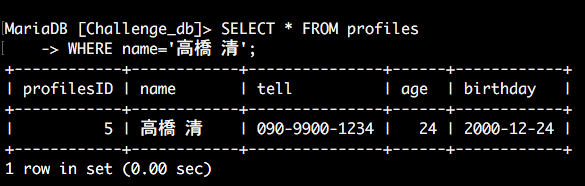 MariaDB [Challenge_db]> SELECT * FROM profiles
    -> WHERE name='高橋 清';
+------------+-----------+---------------+------+------------+
| profilesID | name      | tell          | age  | birthday   |
+------------+-----------+---------------+------+------------+
|          5 | 高橋 清   | 090-9900-1234 |   24 | 2000-12-24 |
+------------+-----------+---------------+------+------------+
1 row in set (0.00 sec)